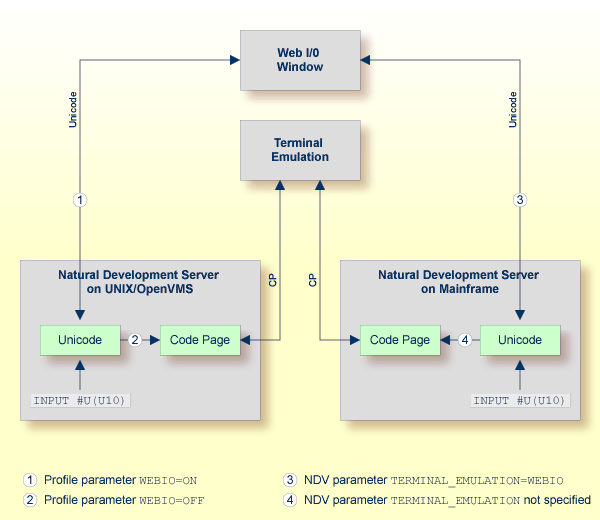 Web I/0
Window
Unicode
Unicode
Terminal
Emulation
1
3
CP
CP
Natural Development Server
on UNIX/OpenVMS
Natural Development Server
on Mainframe
Unicode
2
Code Page
Code Page
4
Unicode
INPUT #U(U10)
INPUT #U(U10)
1 Profile parameter WEBIO=ON
2 Profile parameter WEBIO=OFF
3 NDV parameter TERMINAL_EMULATION=WEBIO
4 NDV parameter TERMINAL_EMULATION not specified